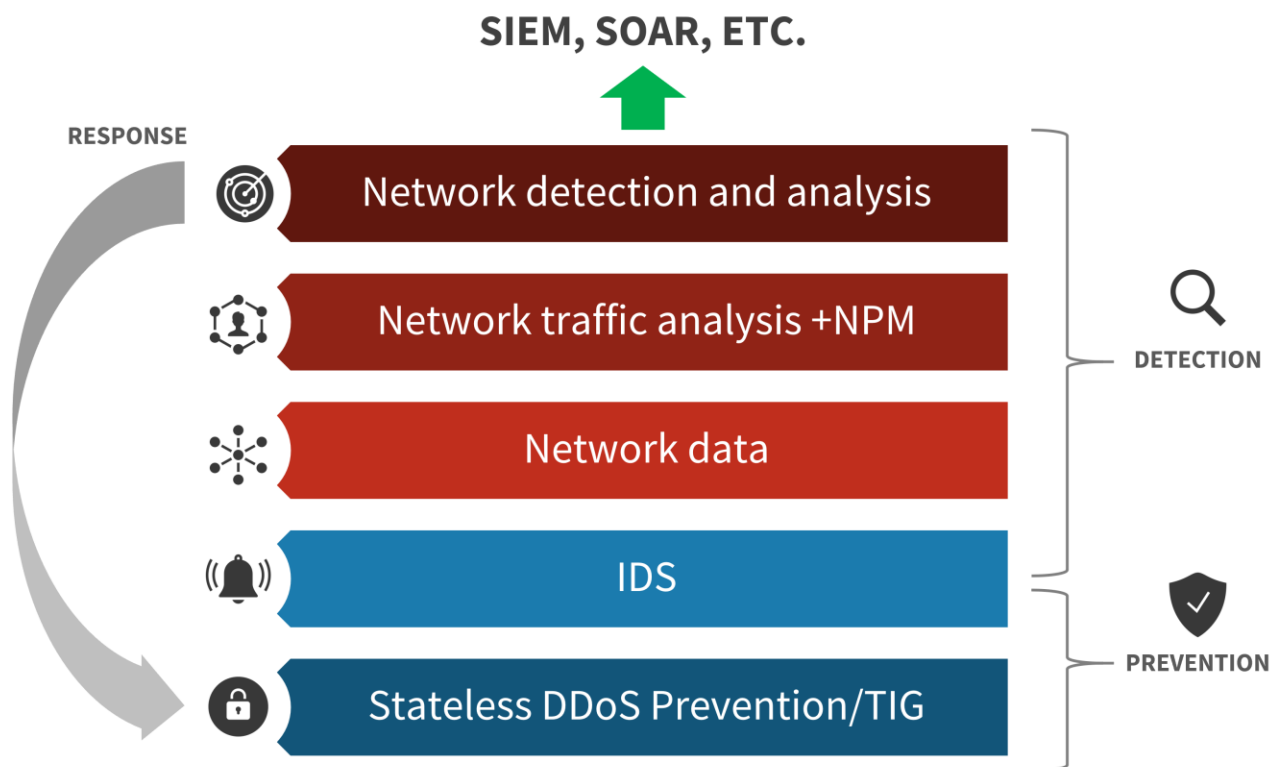 SIEM, SOAR, ETC.
RESPONSE
Network detection and analysis
Network traffic analysis +NPM
DETECTION
Network data
IDS
PREVENTION
Stateless DDoS Prevention/TIG